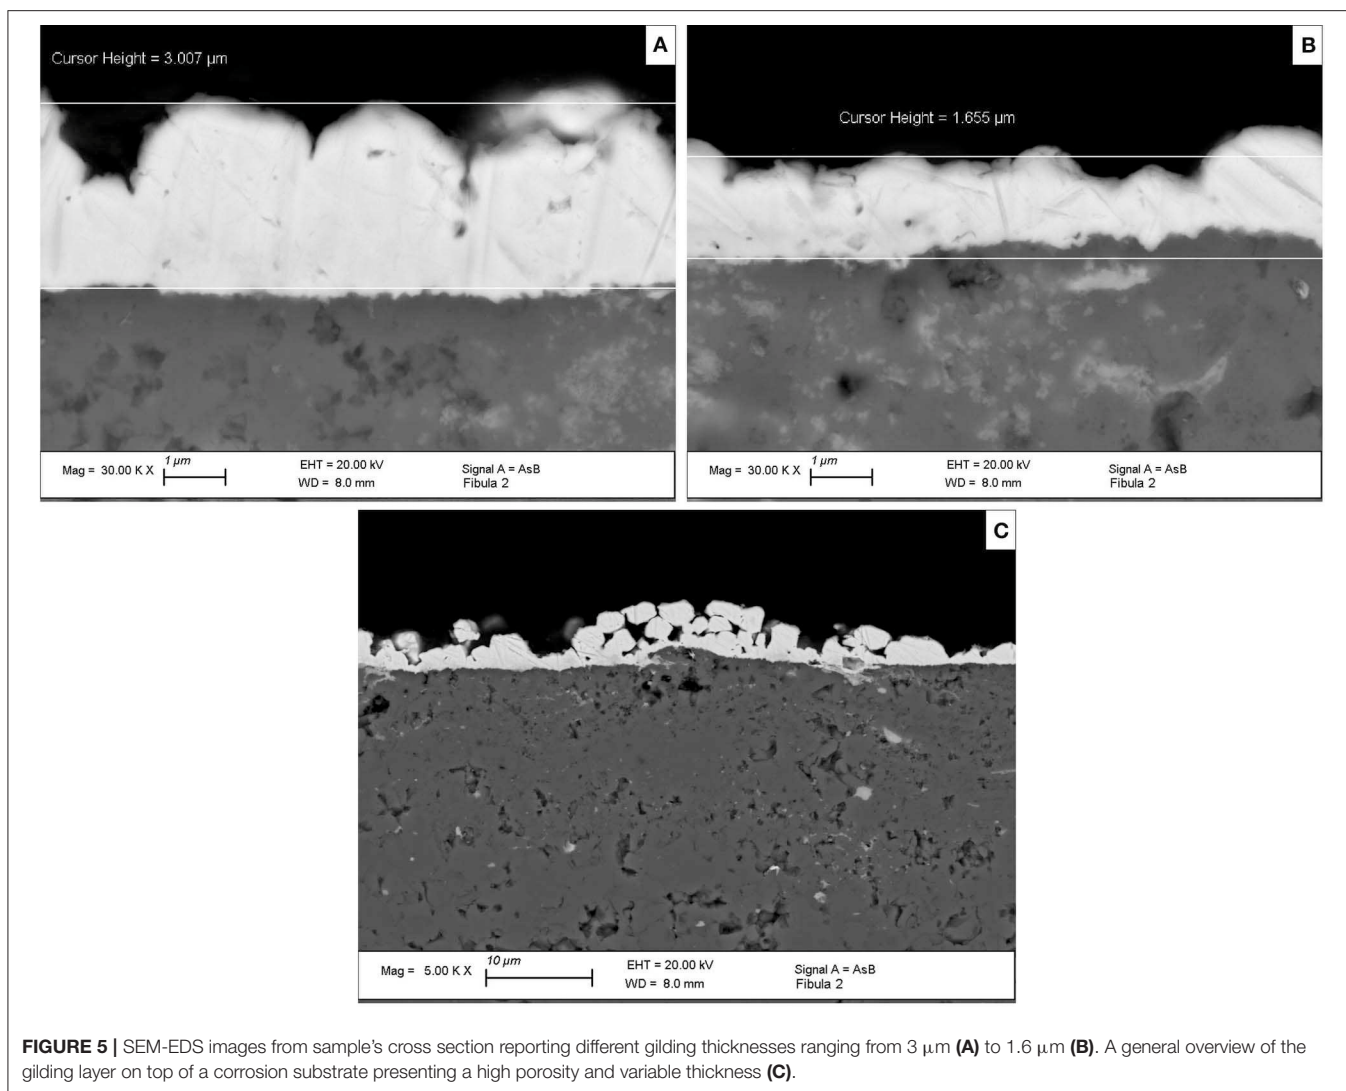 Cursor Height = 3.007 µm
A
Mag = 30.00 K X
1 µm
EHT = 20.00 kV
WD = 8.0 mm
Signal A = AsB
Fibula 2
B
Cursor Height = 1.655 µm
Mag = 30.00 K X
1 µm
EHT = 20.00 kV
WD = 8.0 mm
Signal A = AsB
Fibula 2
C
Mag = 5.00 K X
10 µm
EHT = 20.00 kV
WD = 8.0 mm
Signal A = AsB
Fibula 2
FIGURE 5 | SEM-EDS images from sample's cross section reporting different gilding thicknesses ranging from 3 µm (A) to 1.6 µm (B). A general overview of the
gilding layer on top of a corrosion substrate presenting a high porosity and variable thickness (C).